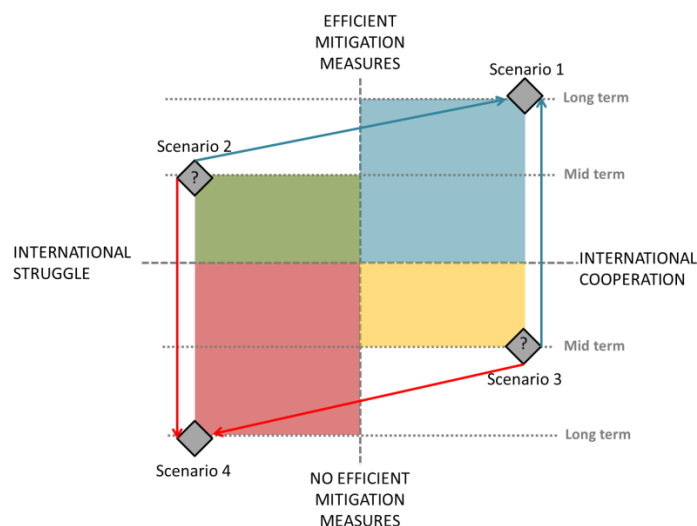 EFFICIENT
MITIGATION
MEASURES
Scenario 1
Long term
Scenario 2
?
Mid term
INTERNATIONAL
STRUGGLE
INTERNATIONAL
COOPERATION
?
Mid term
Scenario 3
Long term
Scenario 4
NO EFFICIENT
MITIGATION
MEASURES